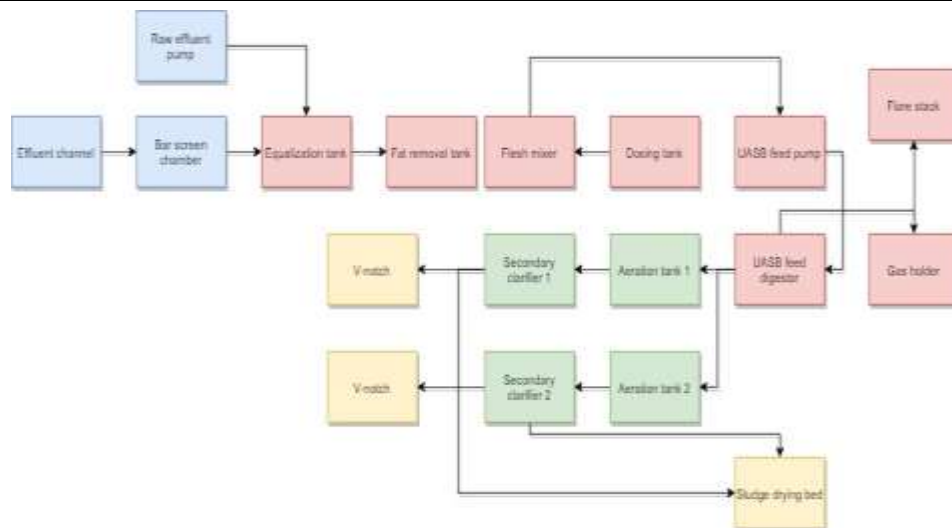 Raw effluent
pump
Flare stack
Effluent channel
Bar screen
chamber
Equalization tank
Fat removal tank
Flesh mixer
Dosing tank
UASB feed pump
V-notch
Secondary
clarifier 1
Aeration tank 1
UASB feed
digestor
Gas holder
V-notch
Secondary
clarifier 2
Aeration tank 2
Sludge drying bed